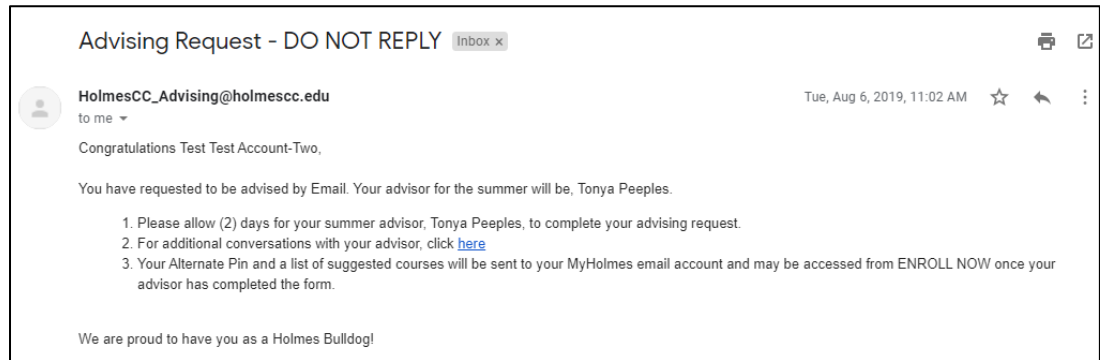 Advising Request - DO NOT REPLY Inbox x
HolmesCC_Advising@holmescc.edu Tue, Aug 6, 2019, 11:02 AM
to me
Congratulations Test Test Account-Two,
You have requested to be advised by Email. Your advisor for the summer will be, Tonya Peeples.
1. Please allow (2) days for your summer advisor, Tonya Peeples, to complete your advising request.
2. For additional conversations with your advisor, click here
3. Your Alternate Pin and a list of suggested courses will be sent to your MyHolmes email account and may be accessed from ENROLL NOW once your
advisor has completed the form.
We are proud to have you as a Holmes Bulldog!